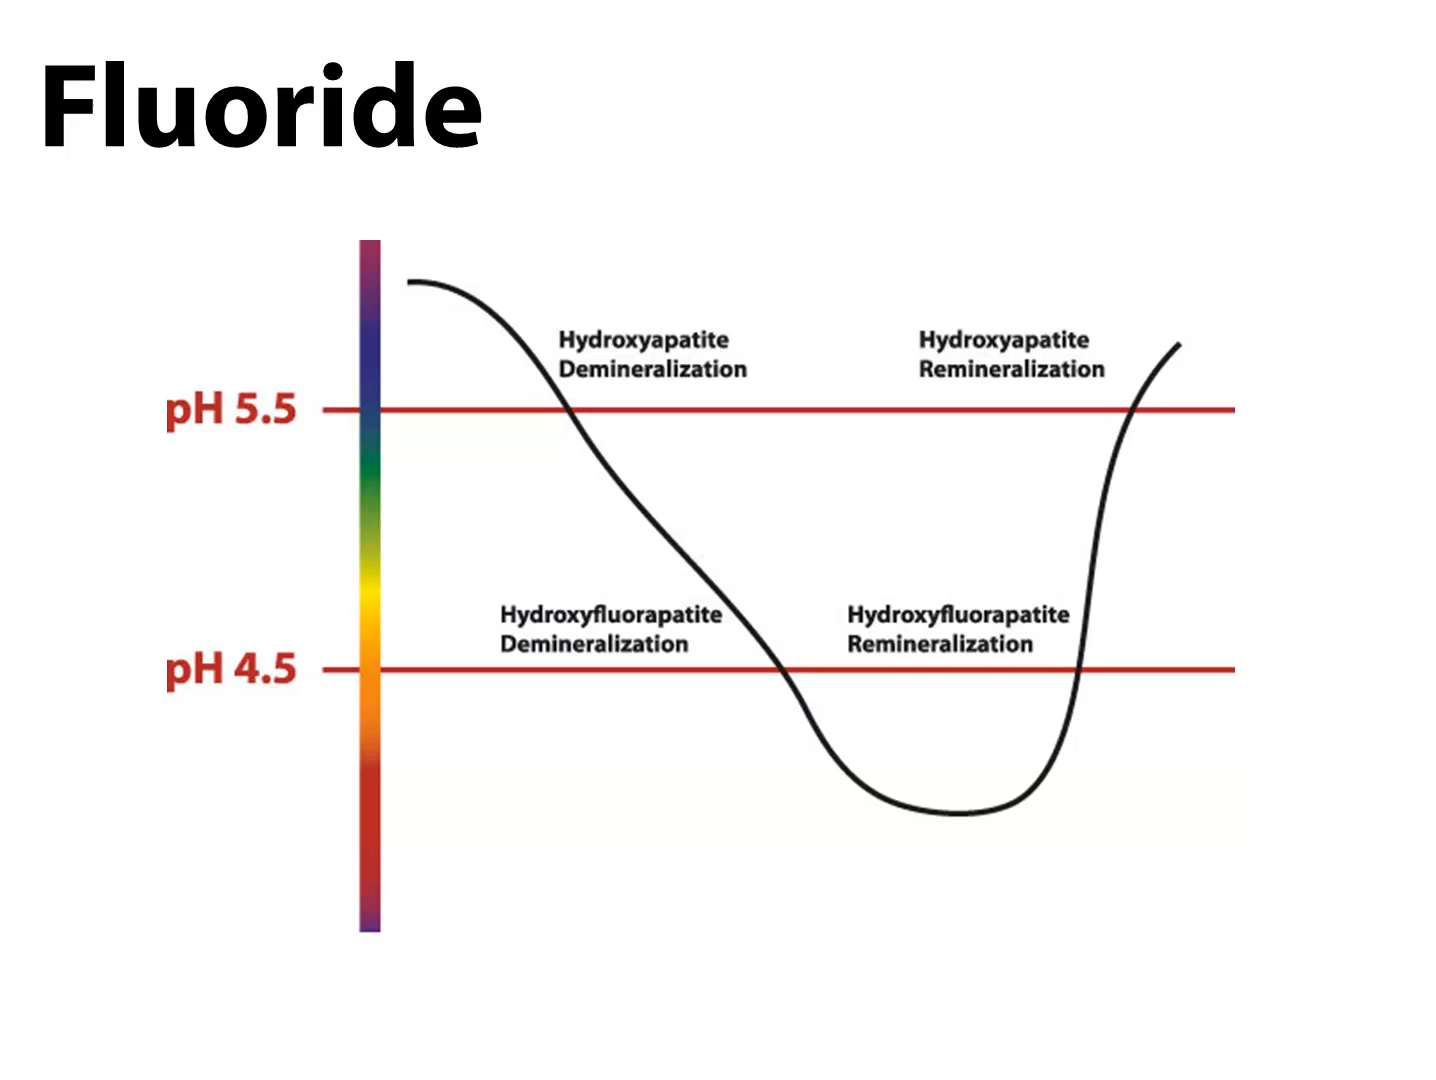 Fluoride
Hydroxyapatite
Demineralization
Hydroxyapatite
Remineralization
pH 5.5
Hydroxyfluorapatite
Demineralization
Hydroxyfluorapatite
Remineralization
pH 4.5